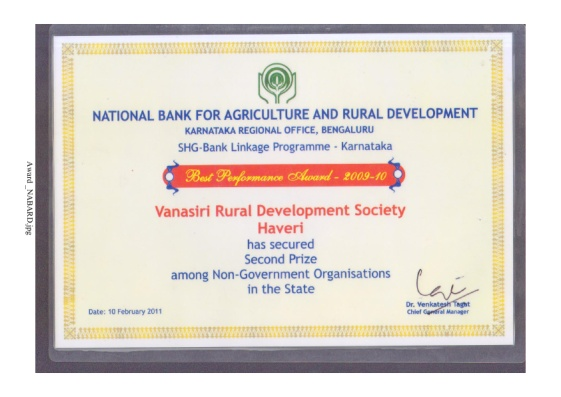 NATIONAL BANK FOR AGRICULTURE AND RURAL DEVELOPMENT
KARNATAKA REGIONAL OFFICE, BENGALURU
SHG-Bank Linkage Programme - Karnataka
Best Performance Award - 2009-10
Vanasiri Rural Development Society
Haveri
has secured
Second Prize
among Non-Government Organisations
in the State
Dr. Venkatesh Tagat
Chief General Manager
Date: 10 February 2011
Award_NABARD.jpg